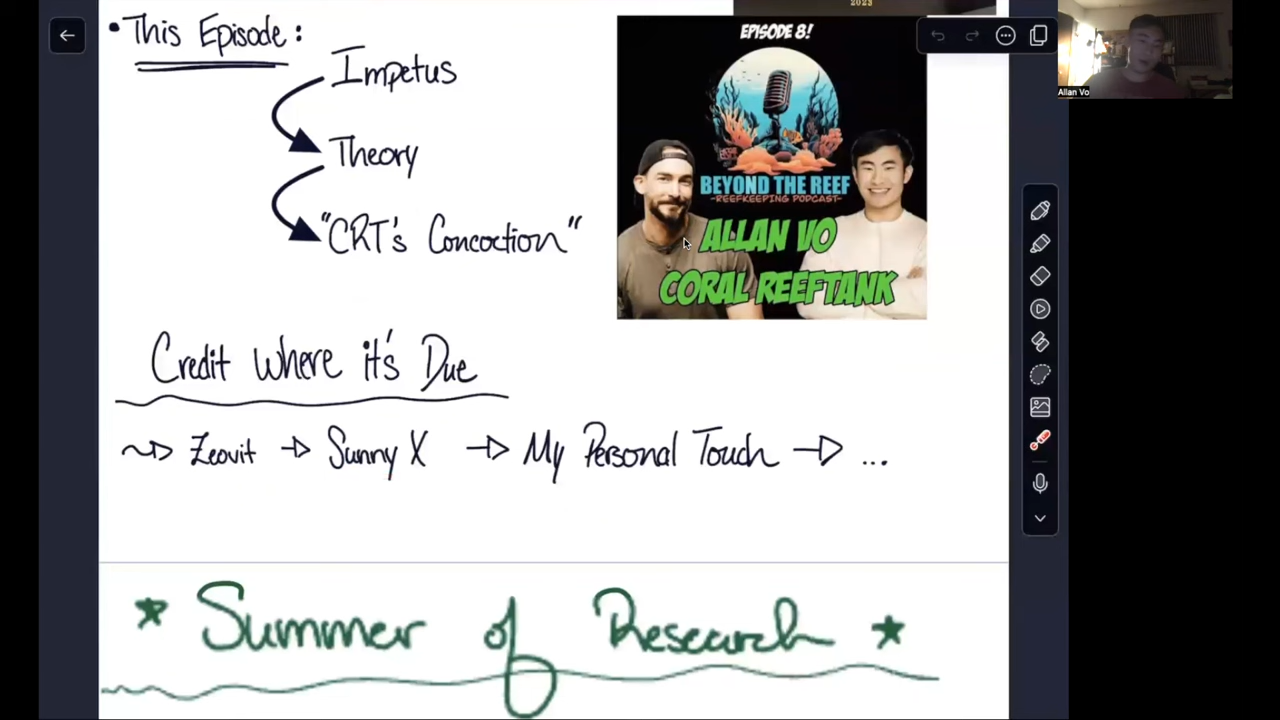 2023
• This Episode:
Impetus
Theory
"CRT's Concoction"
EPISODE 8!
BEYOND THE REEF
-REEFKEEPING PODCAST-
ALLAN VO
CORAL REEFTANK
Allan Vo
Credit Where it's Due
Zeovit → Sunny X → My Personal Touch → ...
★ Summer of Research ★